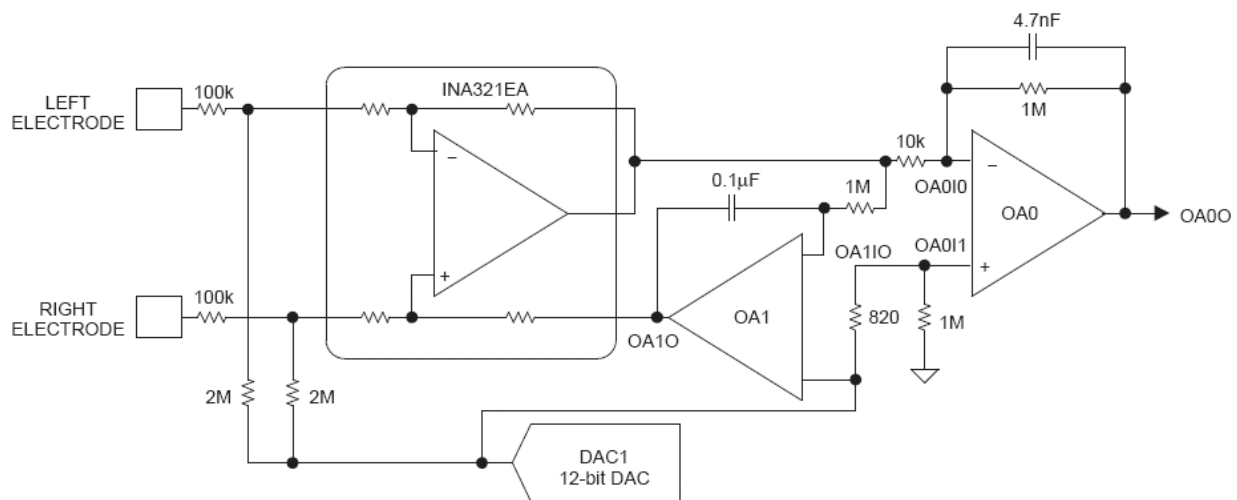 4.7nF
1M
LEFT
ELECTRODE
100k
INA321EA
−
10k
OA0I0
−
OA0
OA0O
0.1µF
1M
OA1IO
OA0I1
+
RIGHT
ELECTRODE
100k
+
OA1O
OA1
820
1M
2M
2M
DAC1
12-bit DAC